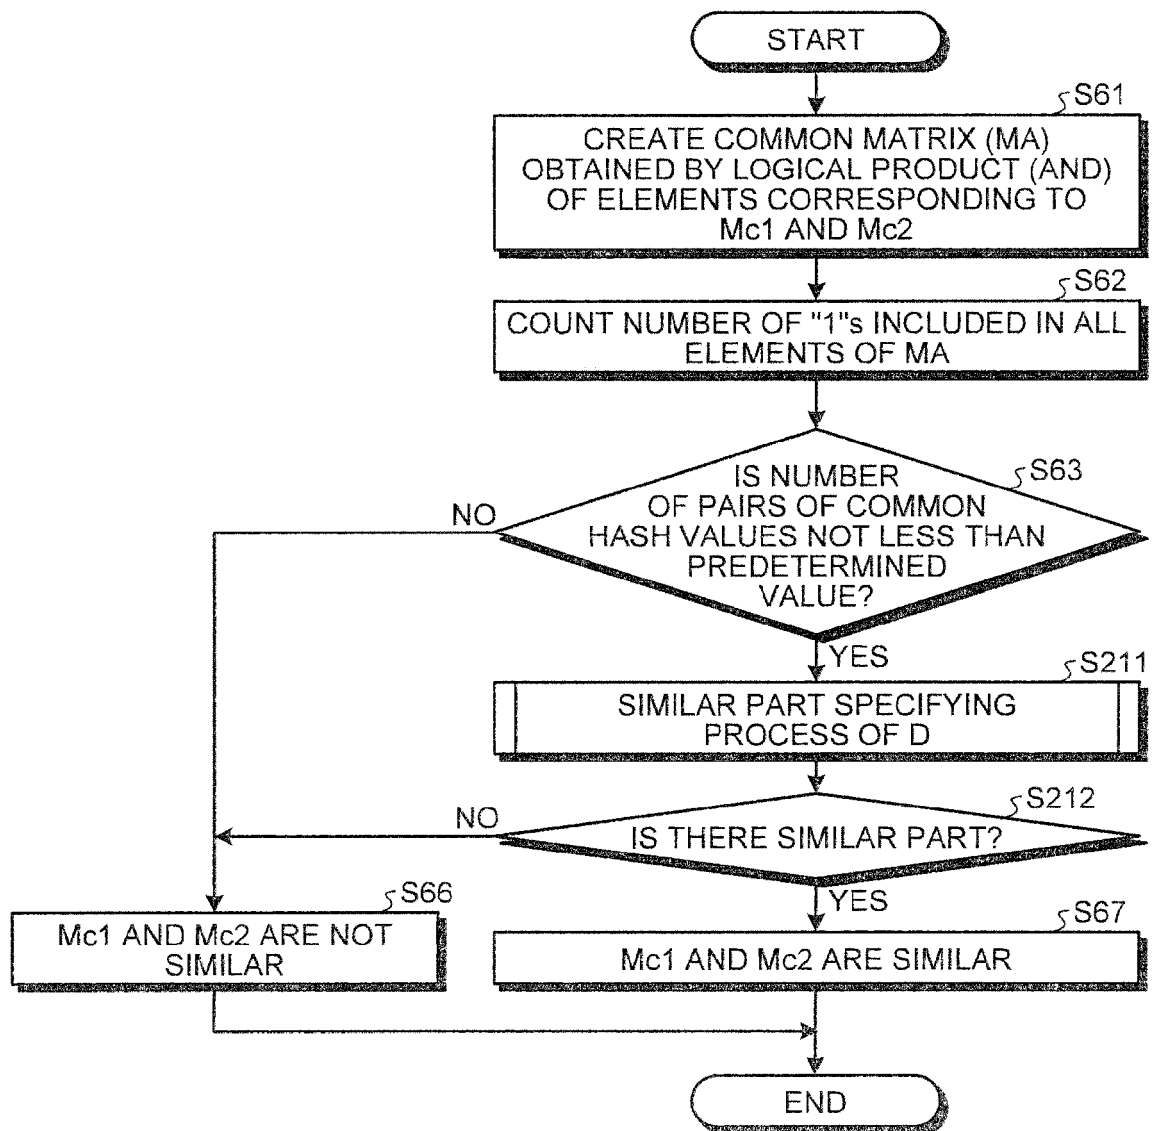 START
S61
CREATE COMMON MATRIX (MA)
OBTAINED BY LOGICAL PRODUCT (AND)
OF ELEMENTS CORRESPONDING TO
Mc1 AND Mc2
S62
COUNT NUMBER OF "1"s INCLUDED IN ALL
ELEMENTS OF MA
S63
IS NUMBER
OF PAIRS OF COMMON
HASH VALUES NOT LESS THAN
PREDETERMINED
VALUE?
NO
YES
S211
SIMILAR PART SPECIFYING
PROCESS OF D
S212
IS THERE SIMILAR PART?
NO
YES
S66
Mc1 AND Mc2 ARE NOT
SIMILAR
S67
Mc1 AND Mc2 ARE SIMILAR
END